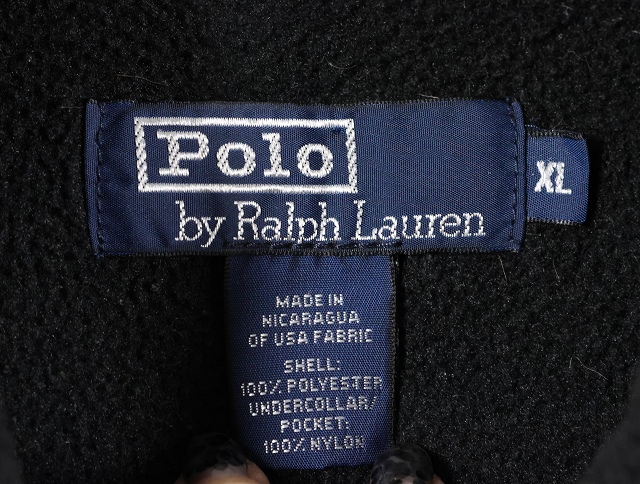 Polo
by Ralph Lauren
XL
MADE IN
NICARAGUA
OF USA FABRIC
SHELL:
100% POLYESTER
UNDERCOLLAR/
POCKET:
100% NYLON